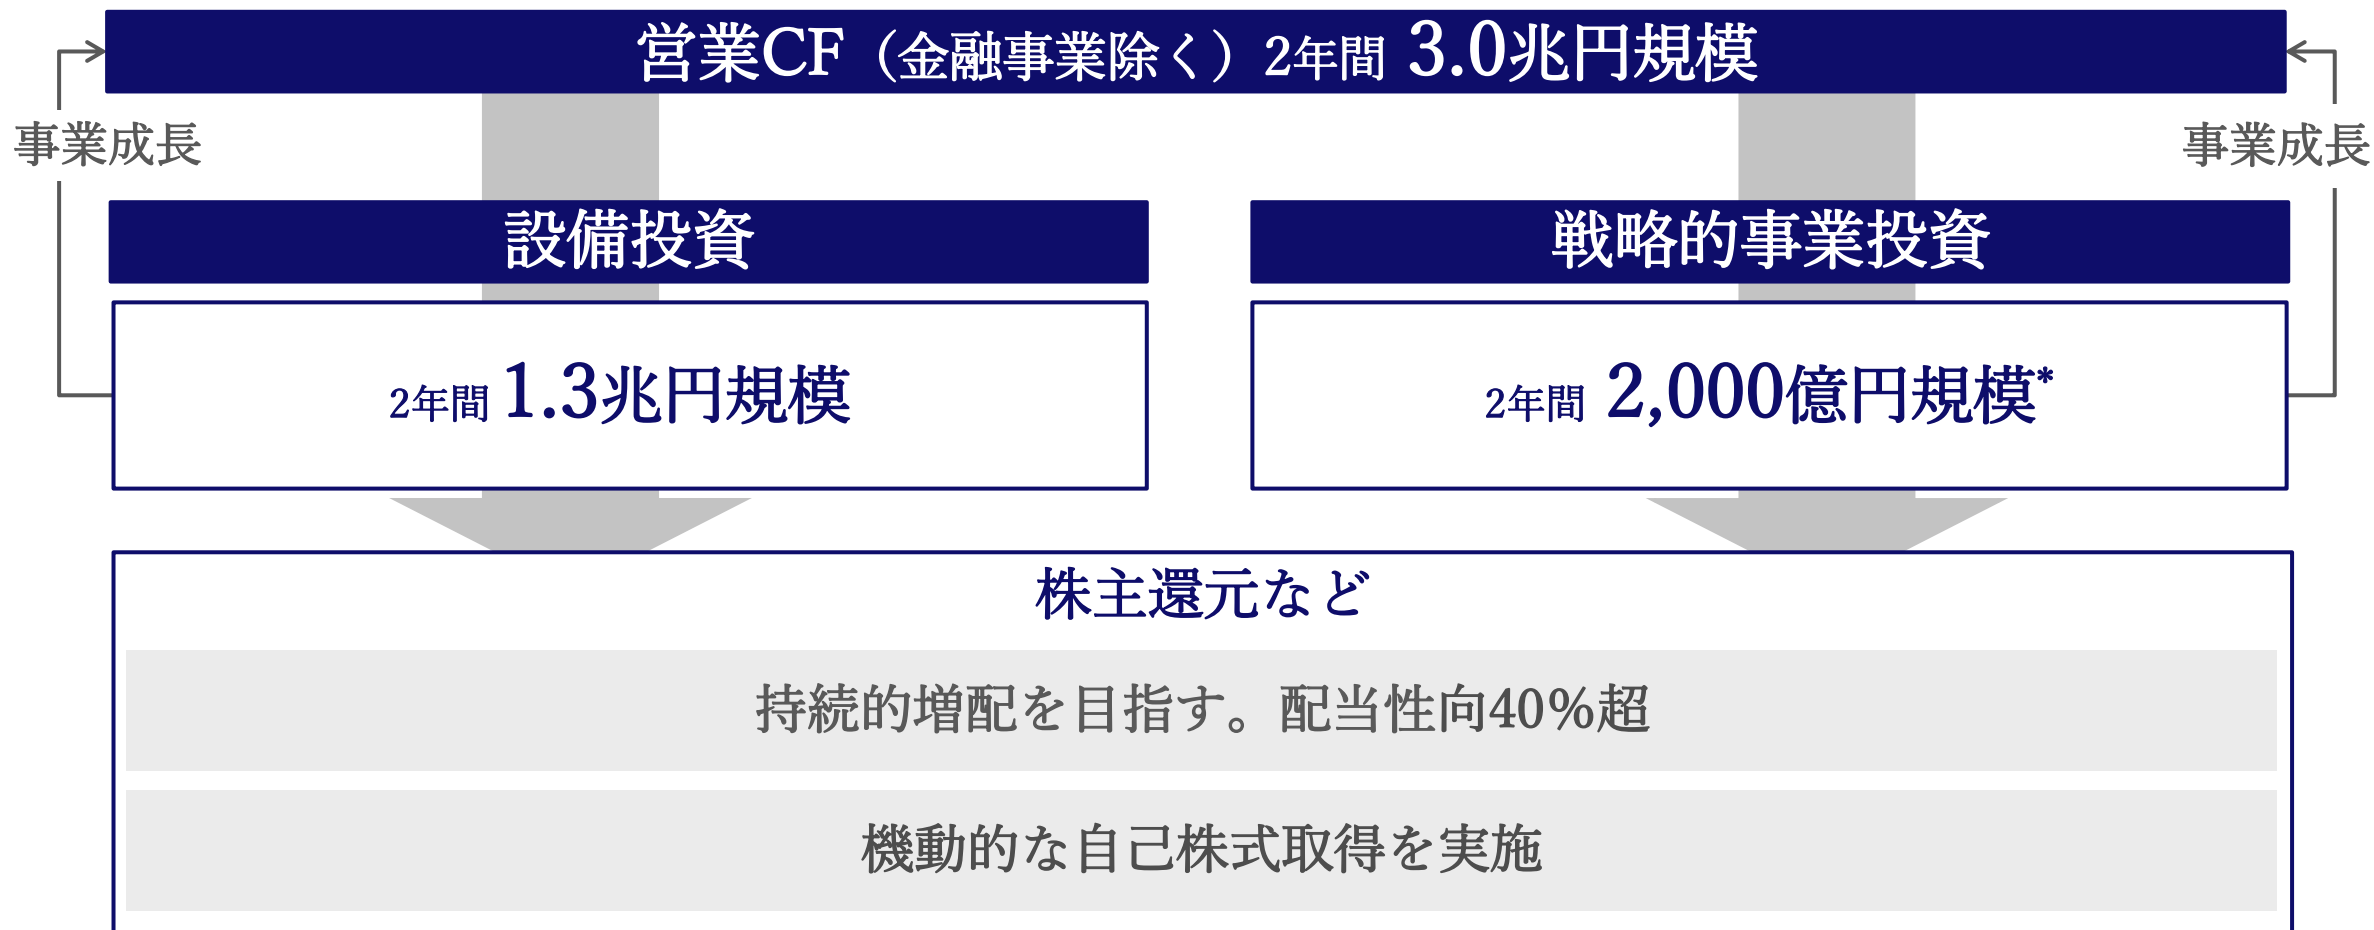 営業CF（金融事業除く）2年間 3.0兆円規模
事業成長
事業成長
設備投資
戦略的事業投資
2年間 1.3兆円規模
2年間 2,000億円規模*
株主還元など
持続的増配を目指す。配当性向40%超
機動的な自己株式取得を実施